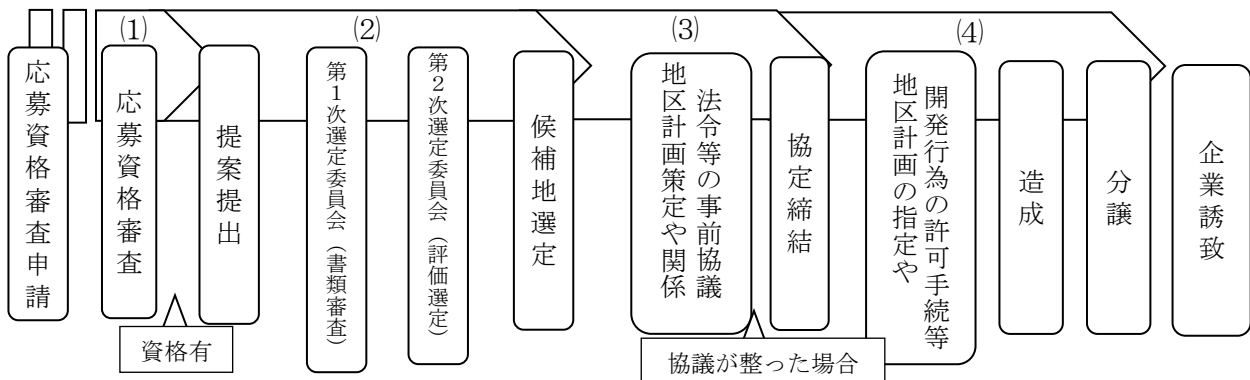 ⑴
⑵
⑶
⑷
応募資格審査申請
応募資格審査
提案提出
第1次選定委員会（書類審査）
第2次選定委員会（評価選定）
候補地選定
法令等の事前協議
地区計画策定や関係
協定締結
開発行為の許可手続等
地区計画の指定や
造成
分譲
企業誘致
資格有
協議が整った場合